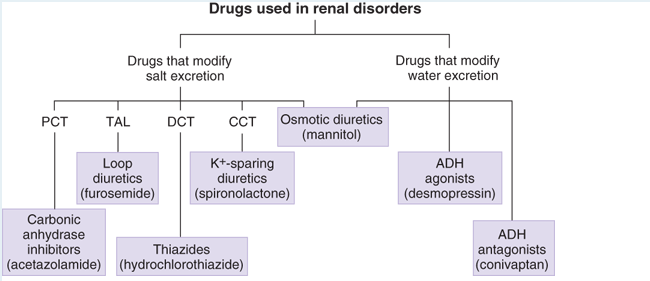 Drugs used in renal disorders
Drugs that modify
salt excretion
Drugs that modify
water excretion
PCT
TAL
DCT
CCT
Osmotic diuretics
(mannitol)
Loop
diuretics
(furosemide)
K+-sparing
diuretics
(spironolactone)
ADH
agonists
(desmopressin)
Carbonic
anhydrase
inhibitors
(acetazolamide)
Thiazides
(hydrochlorothiazide)
ADH
antagonists
(conivaptan)